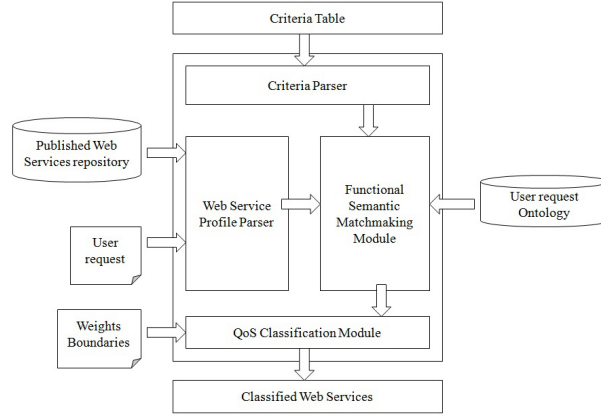 Criteria Table
Criteria Parser
Published Web
Services repository
Web Service
Profile Parser
Functional
Semantic
Matchmaking
Module
User request
Ontology
User
request
Weights
Boundaries
QoS Classification Module
Classified Web Services